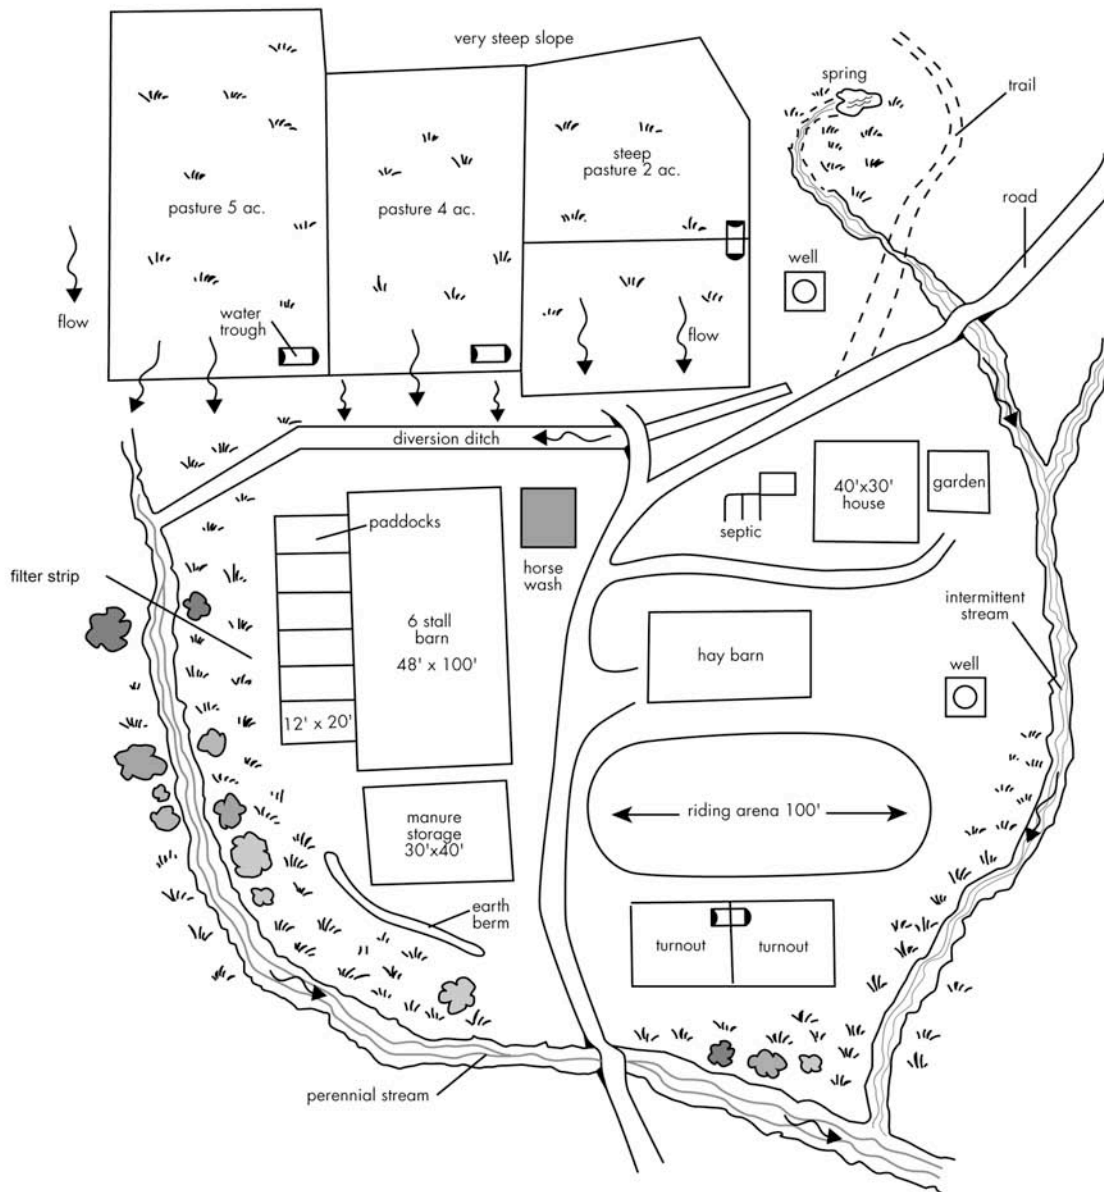 very steep slope
spring
trail
steep
pasture 2 ac.
pasture 5 ac.
pasture 4 ac.
road
well
water
trough
flow
flow
diversion ditch
paddocks
40'x30'
house
garden
septic
horse
wash
filter strip
6 stall
barn
48' x 100'
intermittent
stream
hay barn
well
12' x 20'
manure
storage
30'x40'
riding arena 100'
earth
berm
turnout
turnout
perennial stream